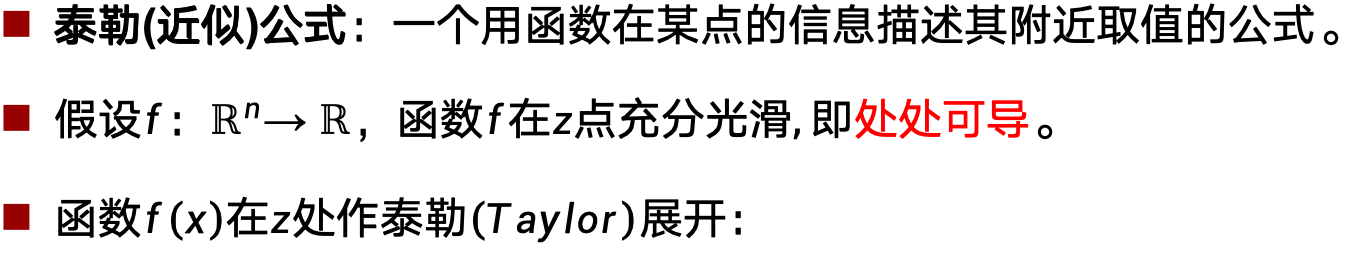 ■ 泰勒(近似)公式：一个用函数在某点的信息描述其附近取值的公式。
■ 假设f：ℝⁿ→ ℝ，函数f在z点充分光滑, 即处处可导。
■ 函数f(x)在z处作泰勒(Taylor)展开：